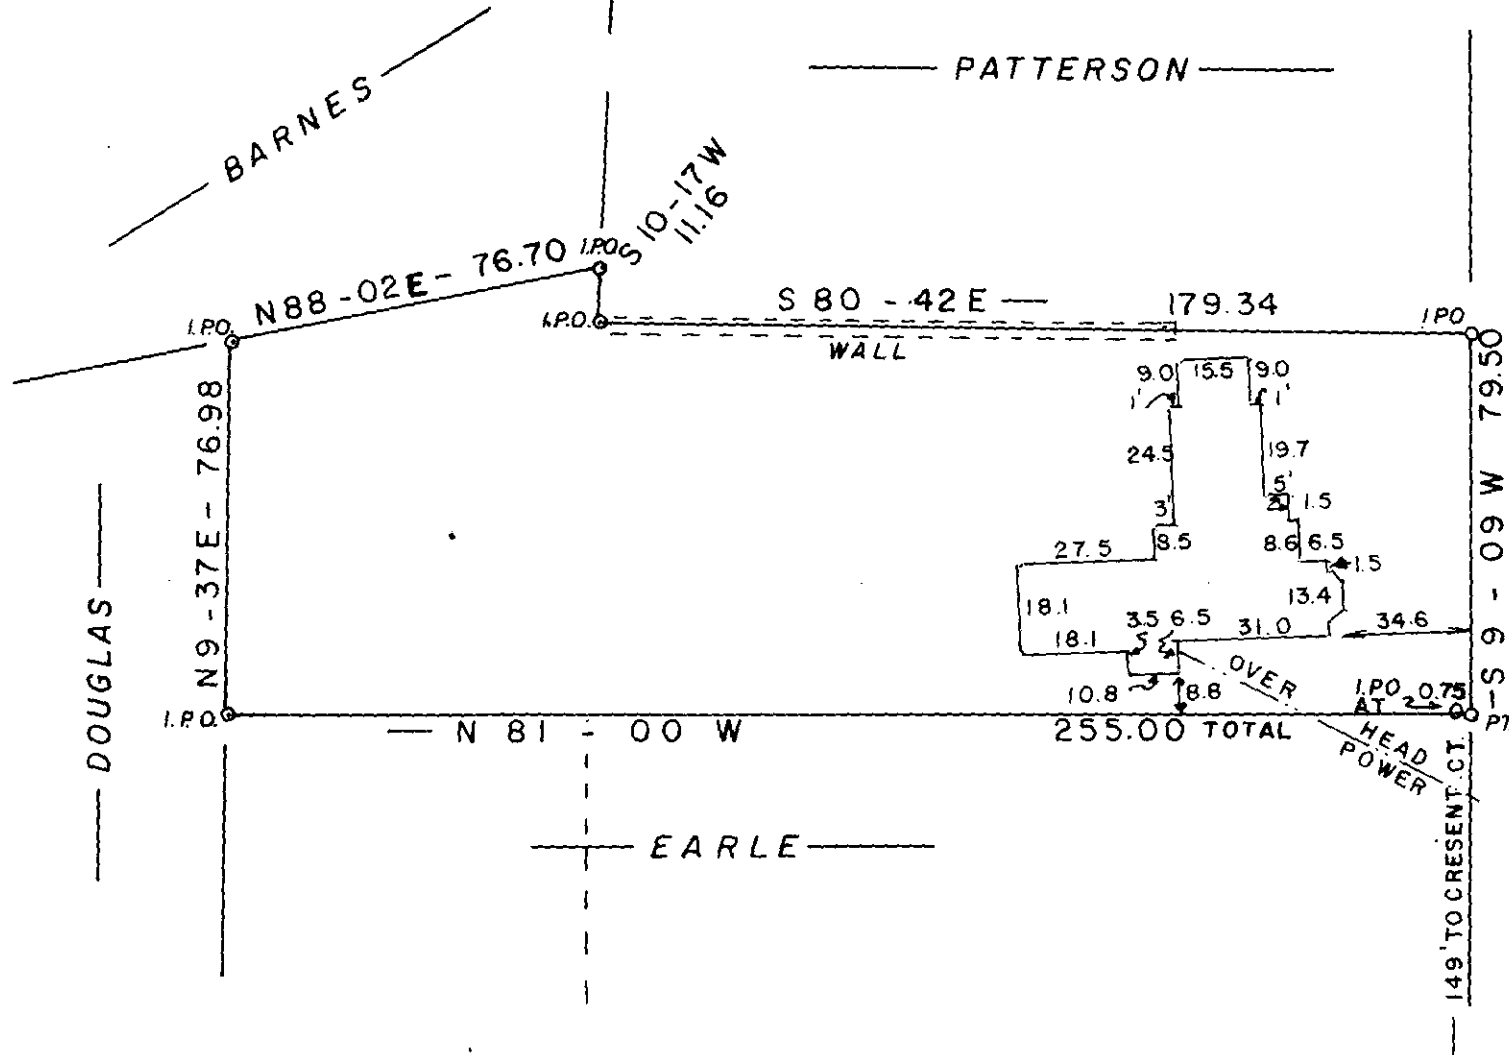 PATTERSON
BARNES
S 10-17W
11.16
N88-02E- 76.70
I.P.O.
I.P.O.
I.P.O.
S 80 - 42 E
179.34
I.P.O
WALL
9.0
15.5
9.0
1'
1'
24.5
19.7
5'
3'
1.5
27.5
8.5
8.6
6.5
1.5
18.1
13.4
3.5
6.5
31.0
34.6
18.1
10.8
8.8
OVER
HEAD
POWER
I.P.O.
AT
0.75
I.P.O.
N 81 - 00 W
255.00 TOTAL
PT
N9-37E- 76.98
S 9 - 09 W 79.50
DOUGLAS
EARLE
149' TO CRESENT CT.